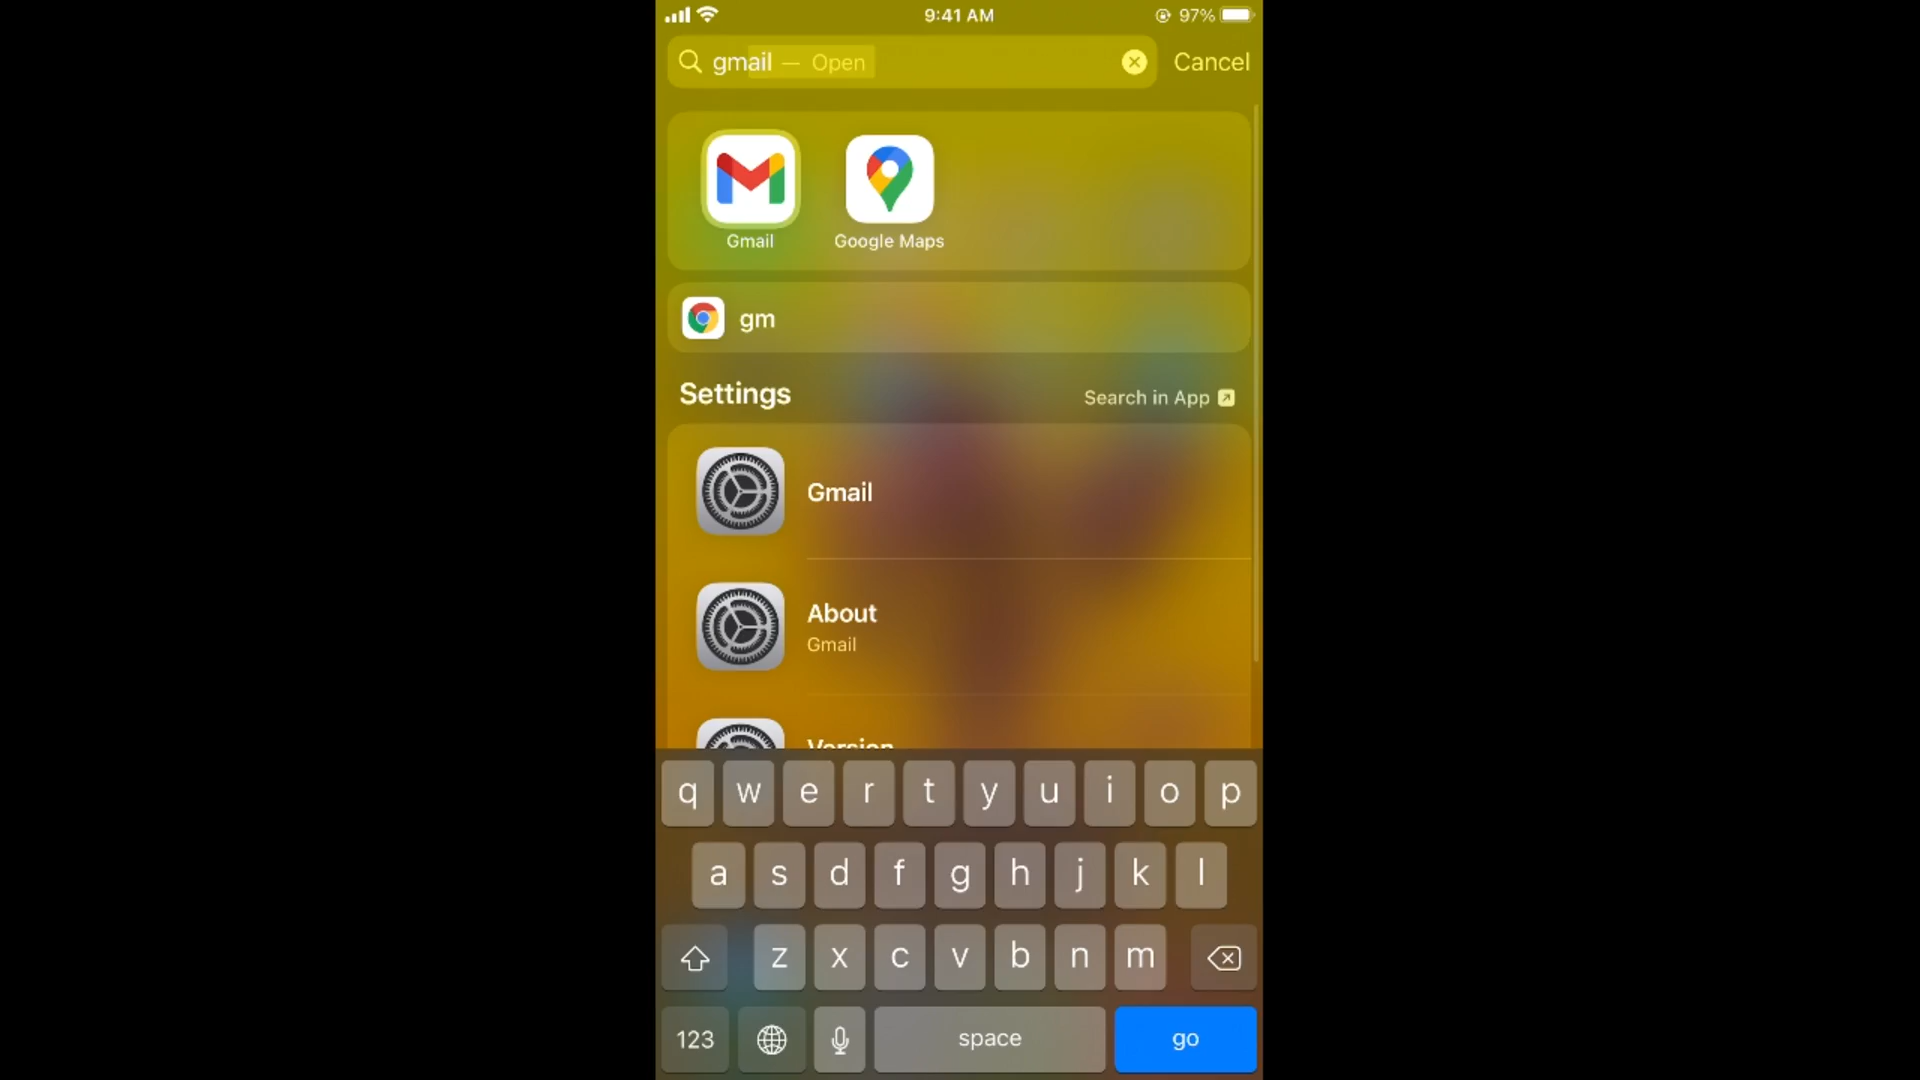 9:41 AM
97%
gmail — Open
Cancel
Gmail
Google Maps
gm
Settings
Search in App
Gmail
About
Gmail
Version
q w e r t y u i o p
a s d f g h j k l
z x c v b n m
123
space
go